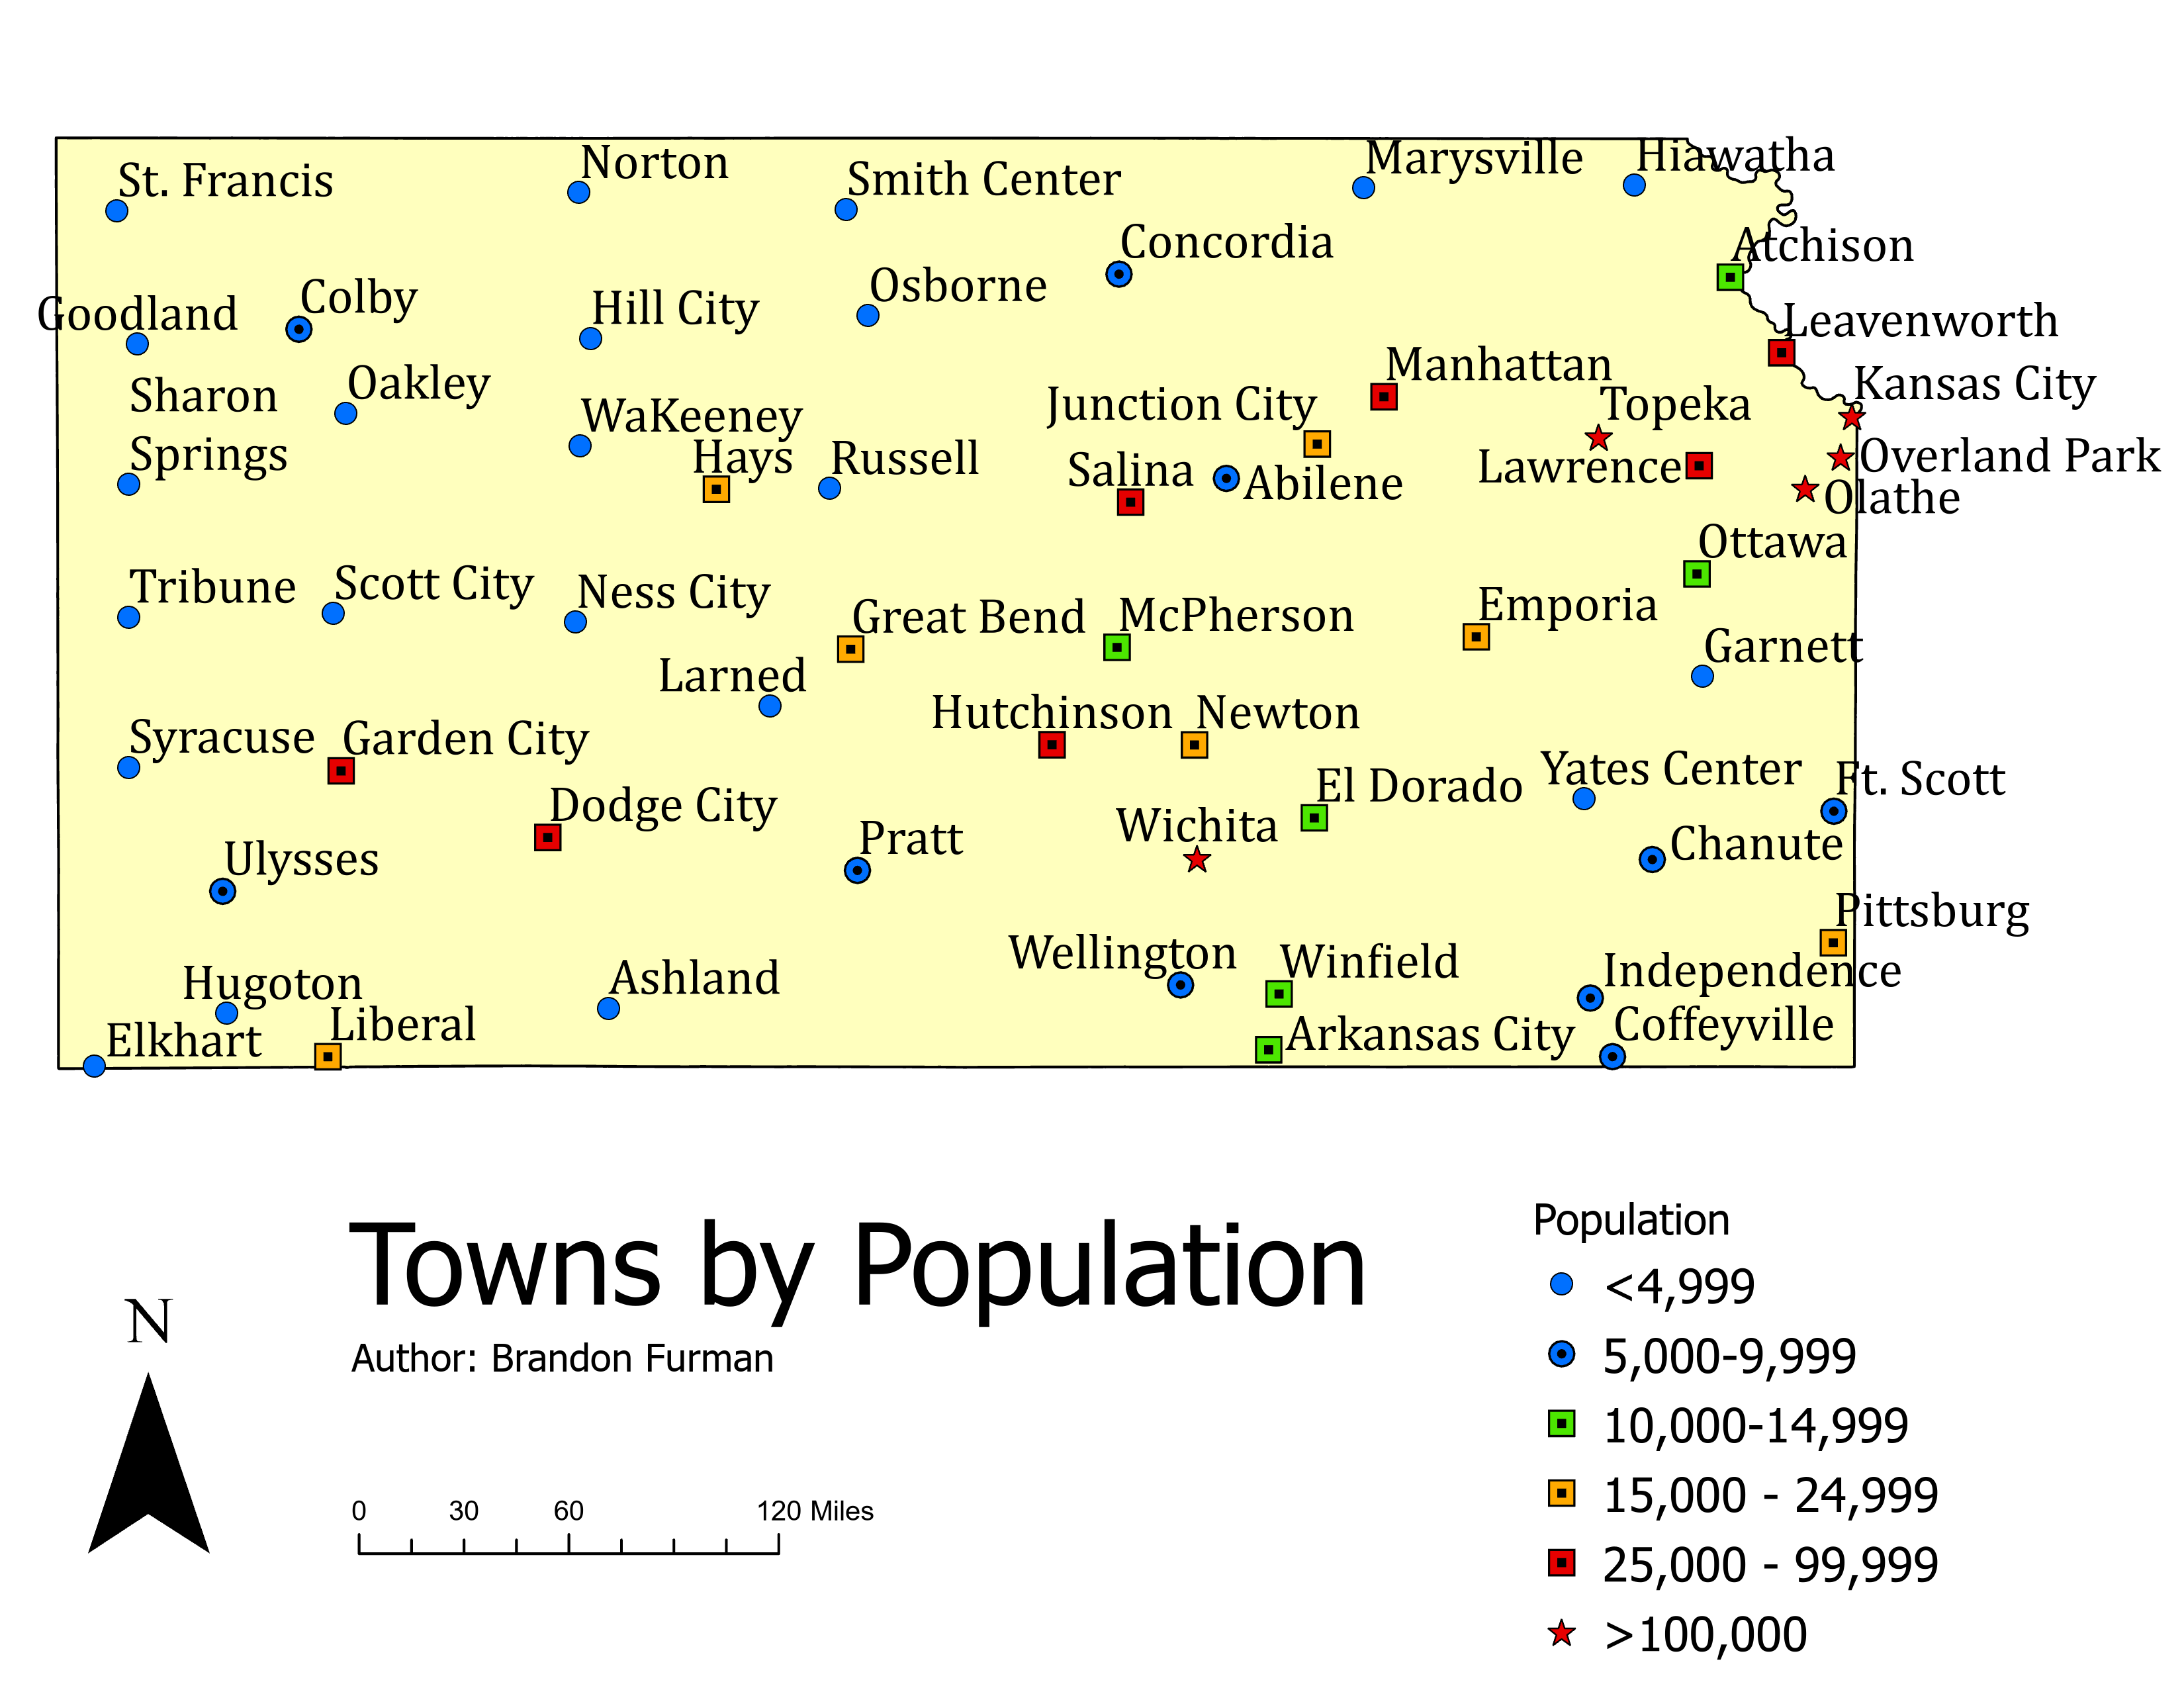 St. Francis
Norton
Smith Center
Marysville
Hiawatha
Concordia
Atchison
Goodland
Colby
Hill City
Osborne
Leavenworth
Sharon
Springs
Oakley
WaKeeney
Hays
Russell
Junction City
Manhattan
Topeka
Kansas City
Salina
Abilene
Lawrence
Overland Park
Olathe
Ottawa
Tribune
Scott City
Ness City
Great Bend
McPherson
Emporia
Garnett
Larned
Hutchinson
Newton
Syracuse
Garden City
Dodge City
El Dorado
Yates Center
Ft. Scott
Ulysses
Pratt
Wichita
Chanute
Pittsburg
Hugoton
Ashland
Wellington
Winfield
Independence
Elkhart
Liberal
Arkansas City
Coffeyville
Towns by Population
Author: Brandon Furman
N
0 30 60 120 Miles
Population
<4,999
5,000-9,999
10,000-14,999
15,000 - 24,999
25,000 - 99,999
>100,000